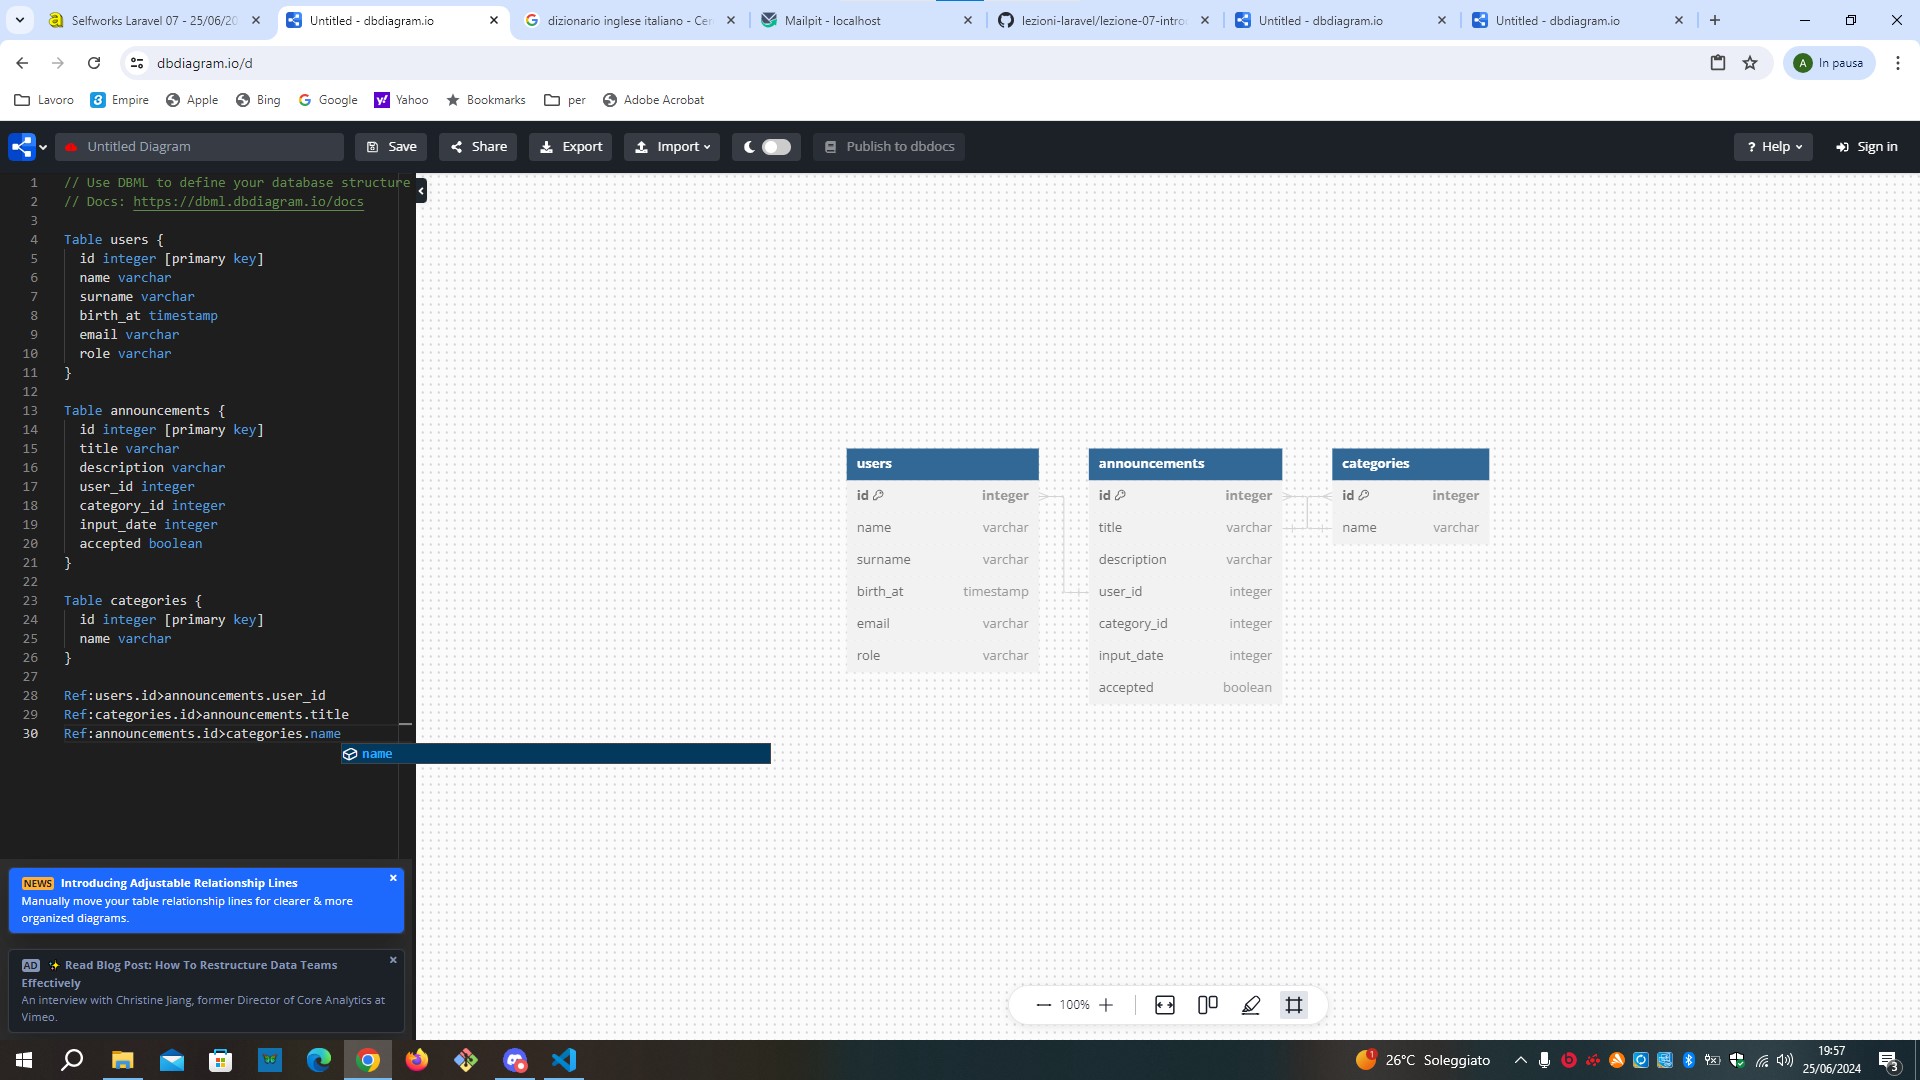 Selfworks Laravel 07 - 25/06/20
Untitled - dbdiagram.io
dizionario inglese italiano - Cer
Mailpit - localhost
lezioni-laravel/lezione-07-intro
Untitled - dbdiagram.io
Untitled - dbdiagram.io
dbdiagram.io/d
A In pausa
Lavoro
Empire
Apple
Bing
Google
Yahoo
Bookmarks
per
Adobe Acrobat
Untitled Diagram
Save
Share
Export
Import
Publish to dbdocs
? Help
Sign in
1 // Use DBML to define your database structure
2 // Docs: https://dbml.dbdiagram.io/docs
3
4 Table users {
5 id integer [primary key]
6 name varchar
7 surname varchar
8 birth_at timestamp
9 email varchar
10 role varchar
11 }
12
13 Table announcements {
14 id integer [primary key]
15 title varchar
16 description varchar
17 user_id integer
18 category_id integer
19 input_date integer
20 accepted boolean
21 }
22
23 Table categories {
24 id integer [primary key]
25 name varchar
26 }
27
28 Ref:users.id>announcements.user_id
29 Ref:categories.id>announcements.title
30 Ref:announcements.id>categories.name
name
users
id integer
name varchar
surname varchar
birth_at timestamp
email varchar
role varchar
announcements
id integer
title varchar
description varchar
user_id integer
category_id integer
input_date integer
accepted boolean
categories
id integer
name varchar
NEWS Introducing Adjustable Relationship Lines
Manually move your table relationship lines for clearer & more
organized diagrams.
AD ✨ Read Blog Post: How To Restructure Data Teams
Effectively
An interview with Christine Jiang, former Director of Core Analytics at
Vimeo.
100%
1
26°C Soleggiato
19:57
25/06/2024
3